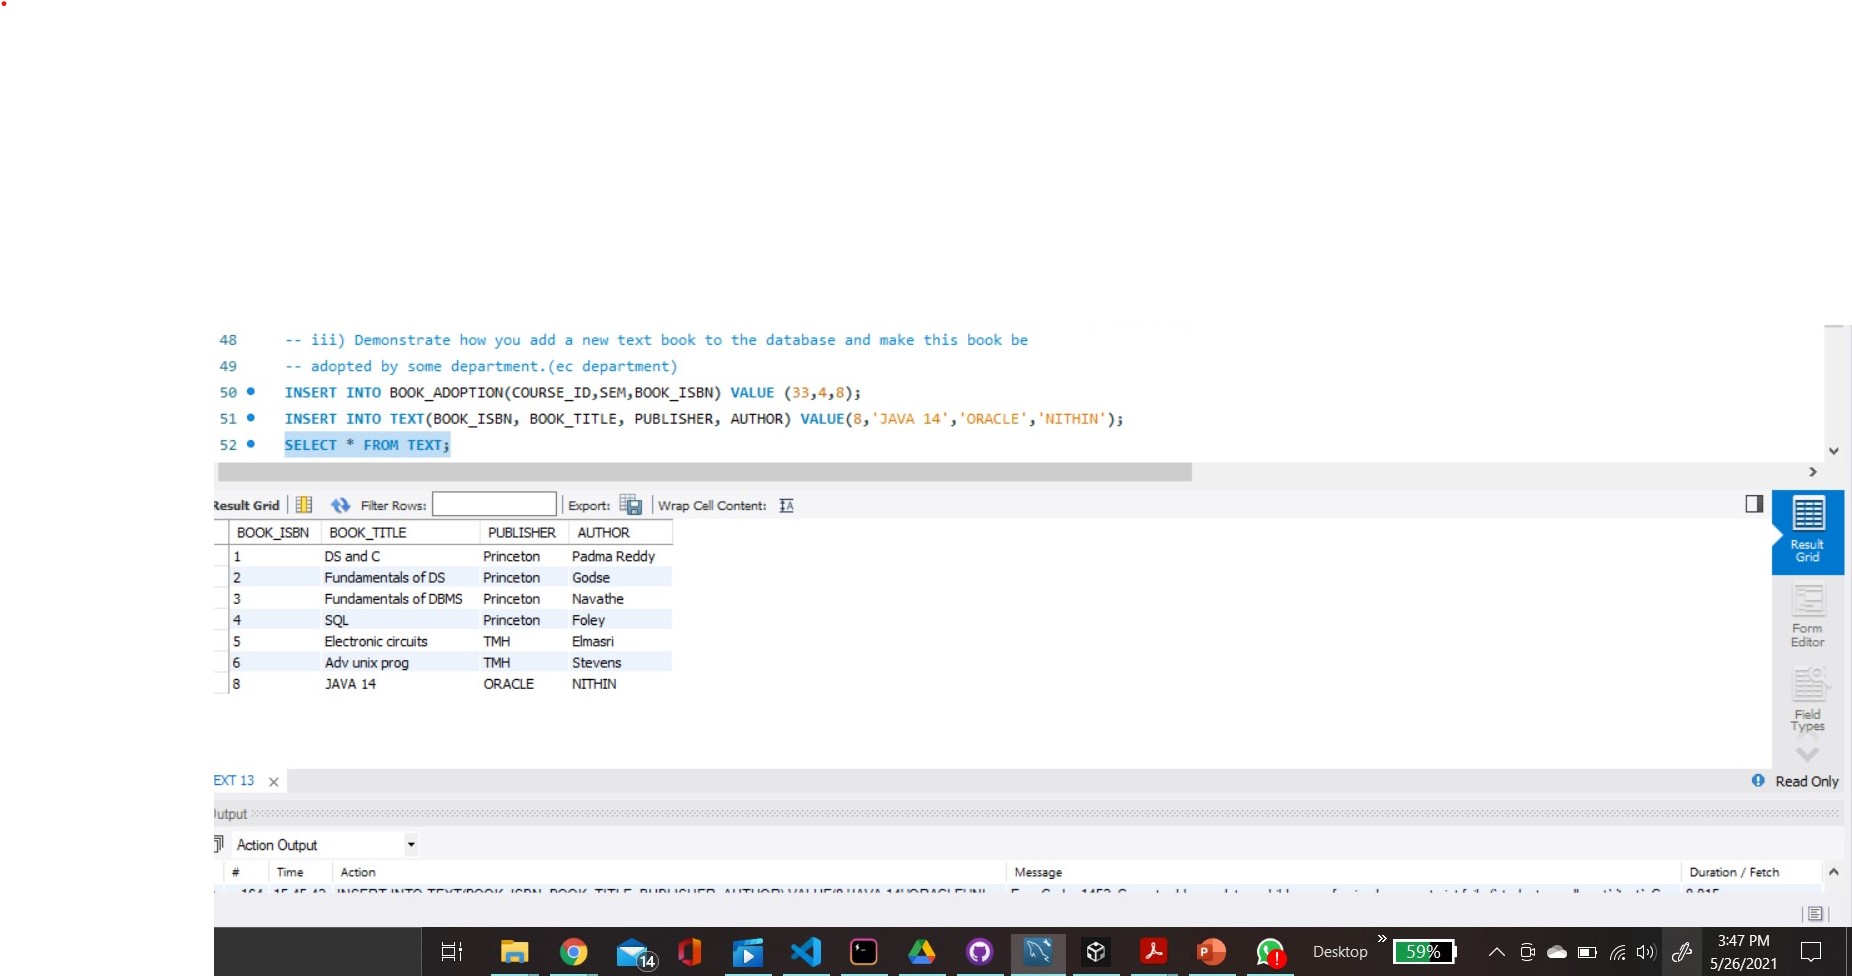 48 -- iii) Demonstrate how you add a new text book to the database and make this book be
49 -- adopted by some department.(ec department)
50 INSERT INTO BOOK_ADOPTION(COURSE_ID,SEM,BOOK_ISBN) VALUE (33,4,8);
51 INSERT INTO TEXT(BOOK_ISBN, BOOK_TITLE, PUBLISHER, AUTHOR) VALUE(8,'JAVA 14','ORACLE','NITHIN');
52 SELECT * FROM TEXT;
Result Grid Filter Rows: Export: Wrap Cell Content:
BOOK_ISBN BOOK_TITLE PUBLISHER AUTHOR
1 DS and C Princeton Padma Reddy
2 Fundamentals of DS Princeton Godse
3 Fundamentals of DBMS Princeton Navathe
4 SQL Princeton Foley
5 Electronic circuits TMH Elmasri
6 Adv unix prog TMH Stevens
8 JAVA 14 ORACLE NITHIN
Result
Grid
Form
Editor
Field
Types
EXT 13
Read Only
utput
Action Output
# Time Action Message Duration / Fetch
14 Desktop 59% 3:47 PM
5/26/2021